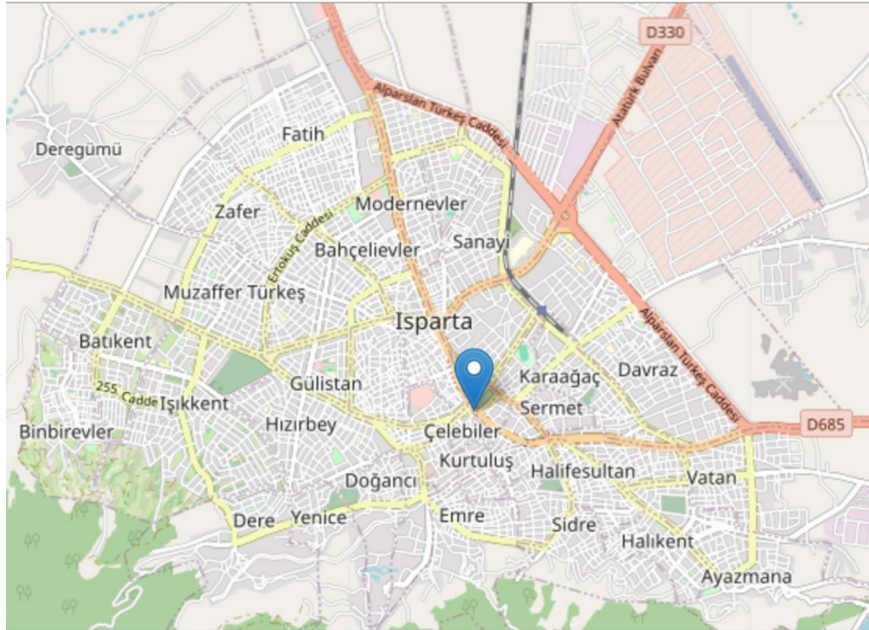 D330
Atatürk Bulvarı
Alparslan Türkeş Caddesi
Fatih
Deregümü
Modernevler
Zafer
Sanayi
Ertokuş Caddesi
Bahçelievler
Muzaffer Türkeş
Isparta
Alparslan Türkeş Caddesi
Batıkent
Davraz
Karaağaç
Gülistan
255. Cadde
Işıkkent
Sermet
D685
Hızırbey
Çelebiler
Binbirevler
Kurtuluş
Halifesultan
Vatan
Doğancı
Dere
Yenice
Emre
Sidre
Halıkent
Ayazmana